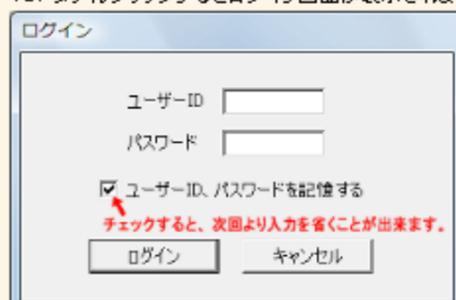 ログイン
ユーザーID
パスワード
ユーザーID、パスワードを記憶する
チェックすると、次回より入力を省くことが出来ます。
ログイン
キャンセル